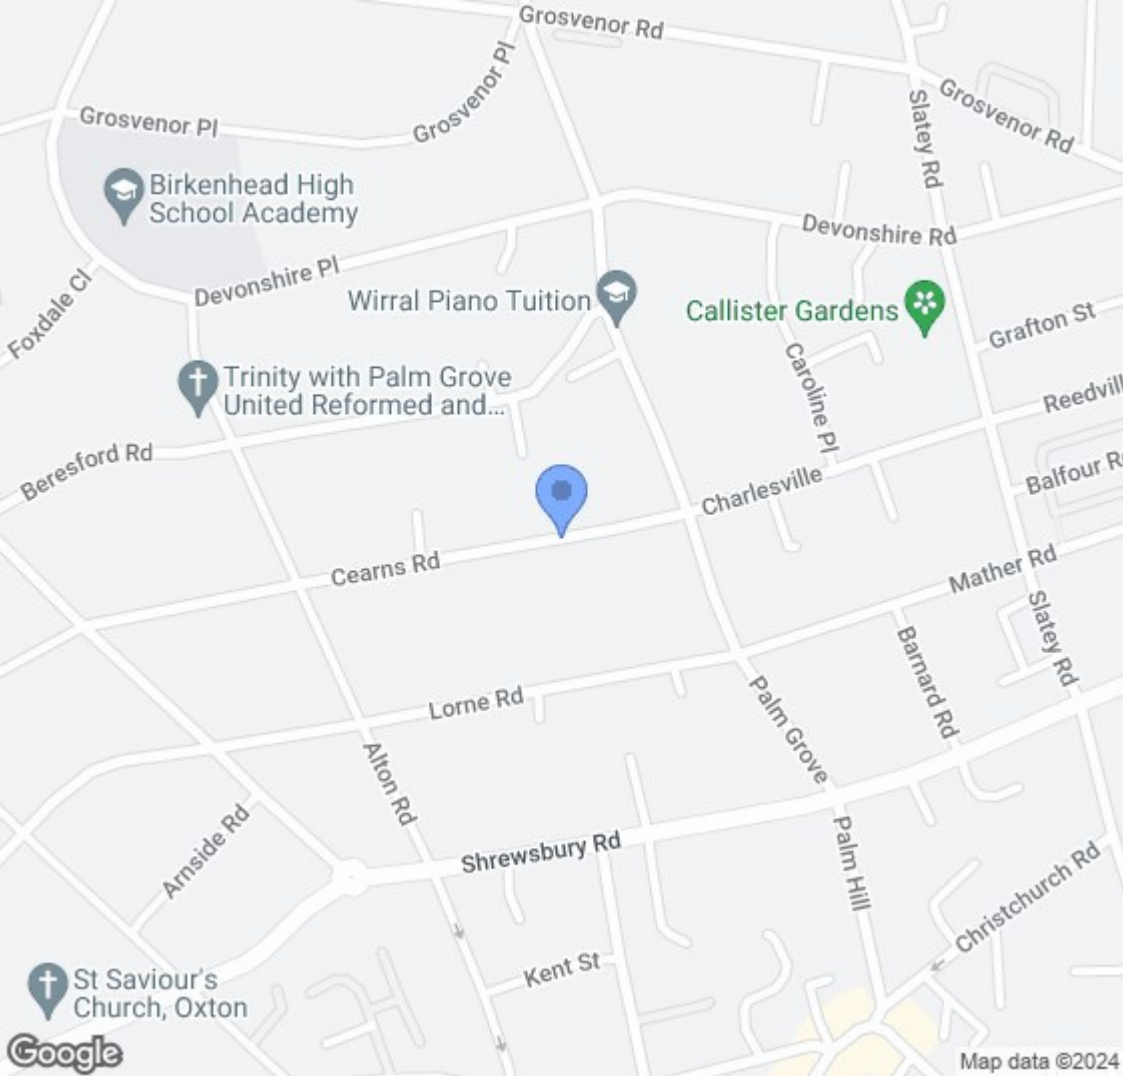 Grosvenor Rd
Grosvenor Pl
Grosvenor Pl
Slatey Rd
Grosvenor Rd
Birkenhead High
School Academy
Devonshire Rd
Devonshire Pl
Foxdale Cl
Wirral Piano Tuition
Callister Gardens
Grafton St
Trinity with Palm Grove
United Reformed and...
Caroline Pl
Reedvill
Beresford Rd
Charlesville
Balfour R
Cearns Rd
Mather Rd
Slatey Rd
Barnard Rd
Lorne Rd
Palm Grove
Alton Rd
Arnside Rd
Shrewsbury Rd
Palm Hill
Christchurch Rd
Kent St
St Saviour's
Church, Oxton
Google
Map data ©2024